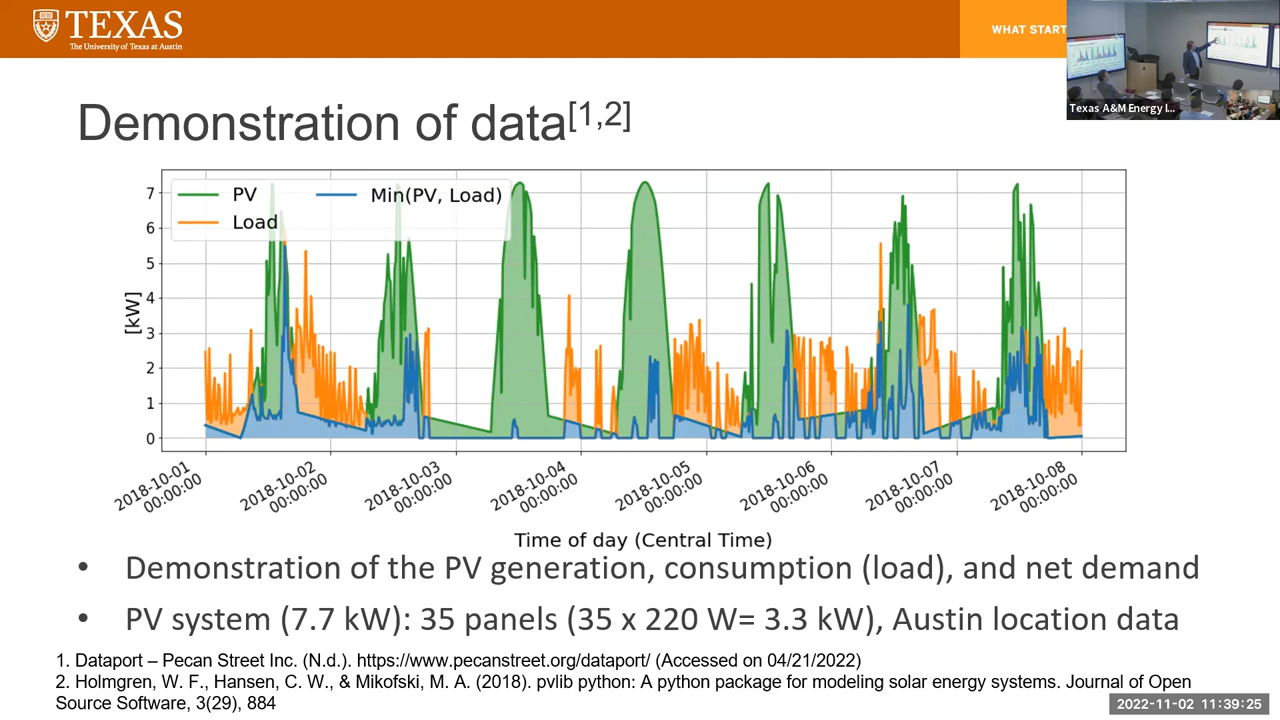 TEXAS
The University of Texas at Austin
WHAT START
Texas A&M Energy I...
Demonstration of data[1,2]
PV
Load
Min(PV, Load)
[kW]
7
6
5
4
3
2
1
0
2018-10-01
00:00:00
2018-10-02
00:00:00
2018-10-03
00:00:00
2018-10-04
00:00:00
2018-10-05
00:00:00
2018-10-06
00:00:00
2018-10-07
00:00:00
2018-10-08
00:00:00
Time of day (Central Time)
• Demonstration of the PV generation, consumption (load), and net demand
• PV system (7.7 kW): 35 panels (35 x 220 W= 3.3 kW), Austin location data
1. Dataport – Pecan Street Inc. (N.d.). https://www.pecanstreet.org/dataport/ (Accessed on 04/21/2022)
2. Holmgren, W. F., Hansen, C. W., & Mikofski, M. A. (2018). pvlib python: A python package for modeling solar energy systems. Journal of Open
Source Software, 3(29), 884
2022-11-02 11:39:25